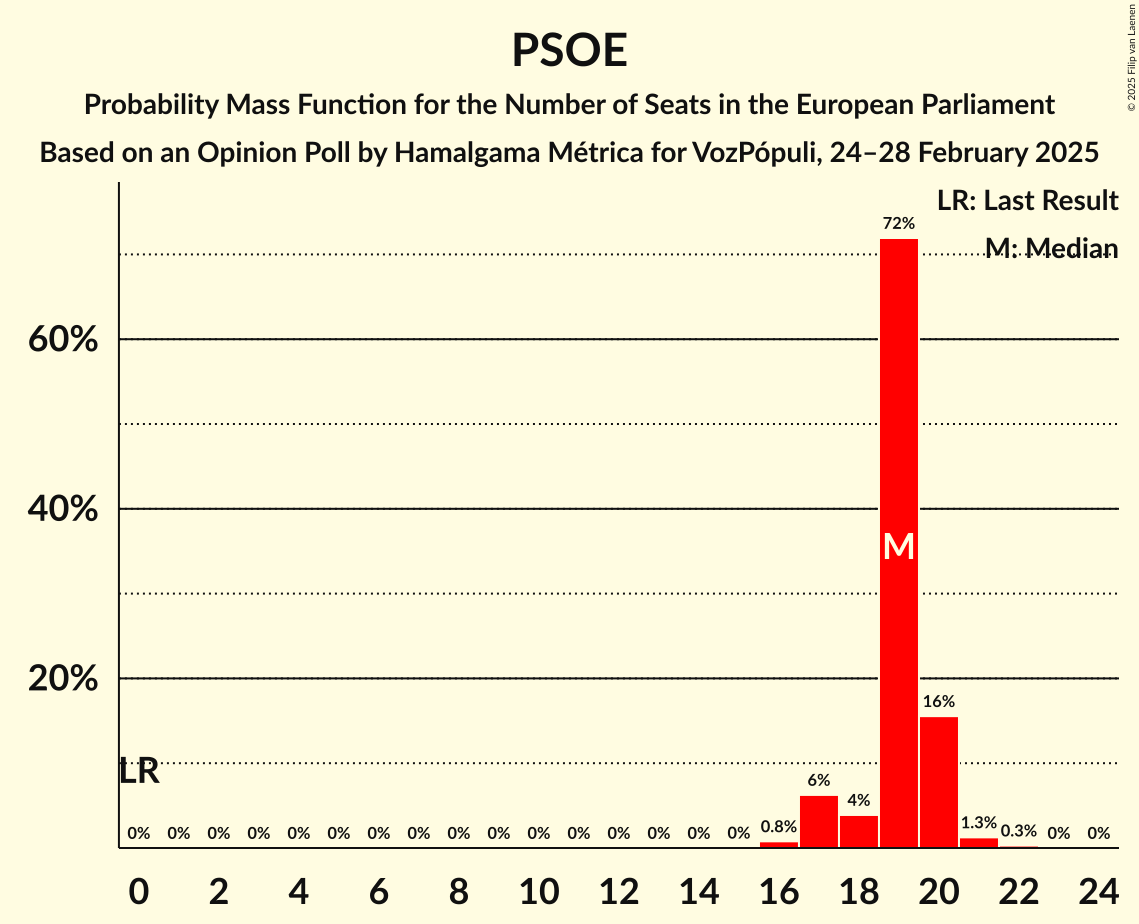 PSOE
Probability Mass Function for the Number of Seats in the European Parliament
Based on an Opinion Poll by Hamalgama Métrica for VozPópuli, 24–28 February 2025
© 2025 Filip van Laenen
LR: Last Result
M: Median
72%
60%
40%
M
20%
16%
LR
6%
4%
0% 0% 0% 0% 0% 0% 0% 0% 0% 0% 0% 0% 0% 0% 0% 0% 0.8% 1.3% 0.3% 0% 0%
0 2 4 6 8 10 12 14 16 18 20 22 24